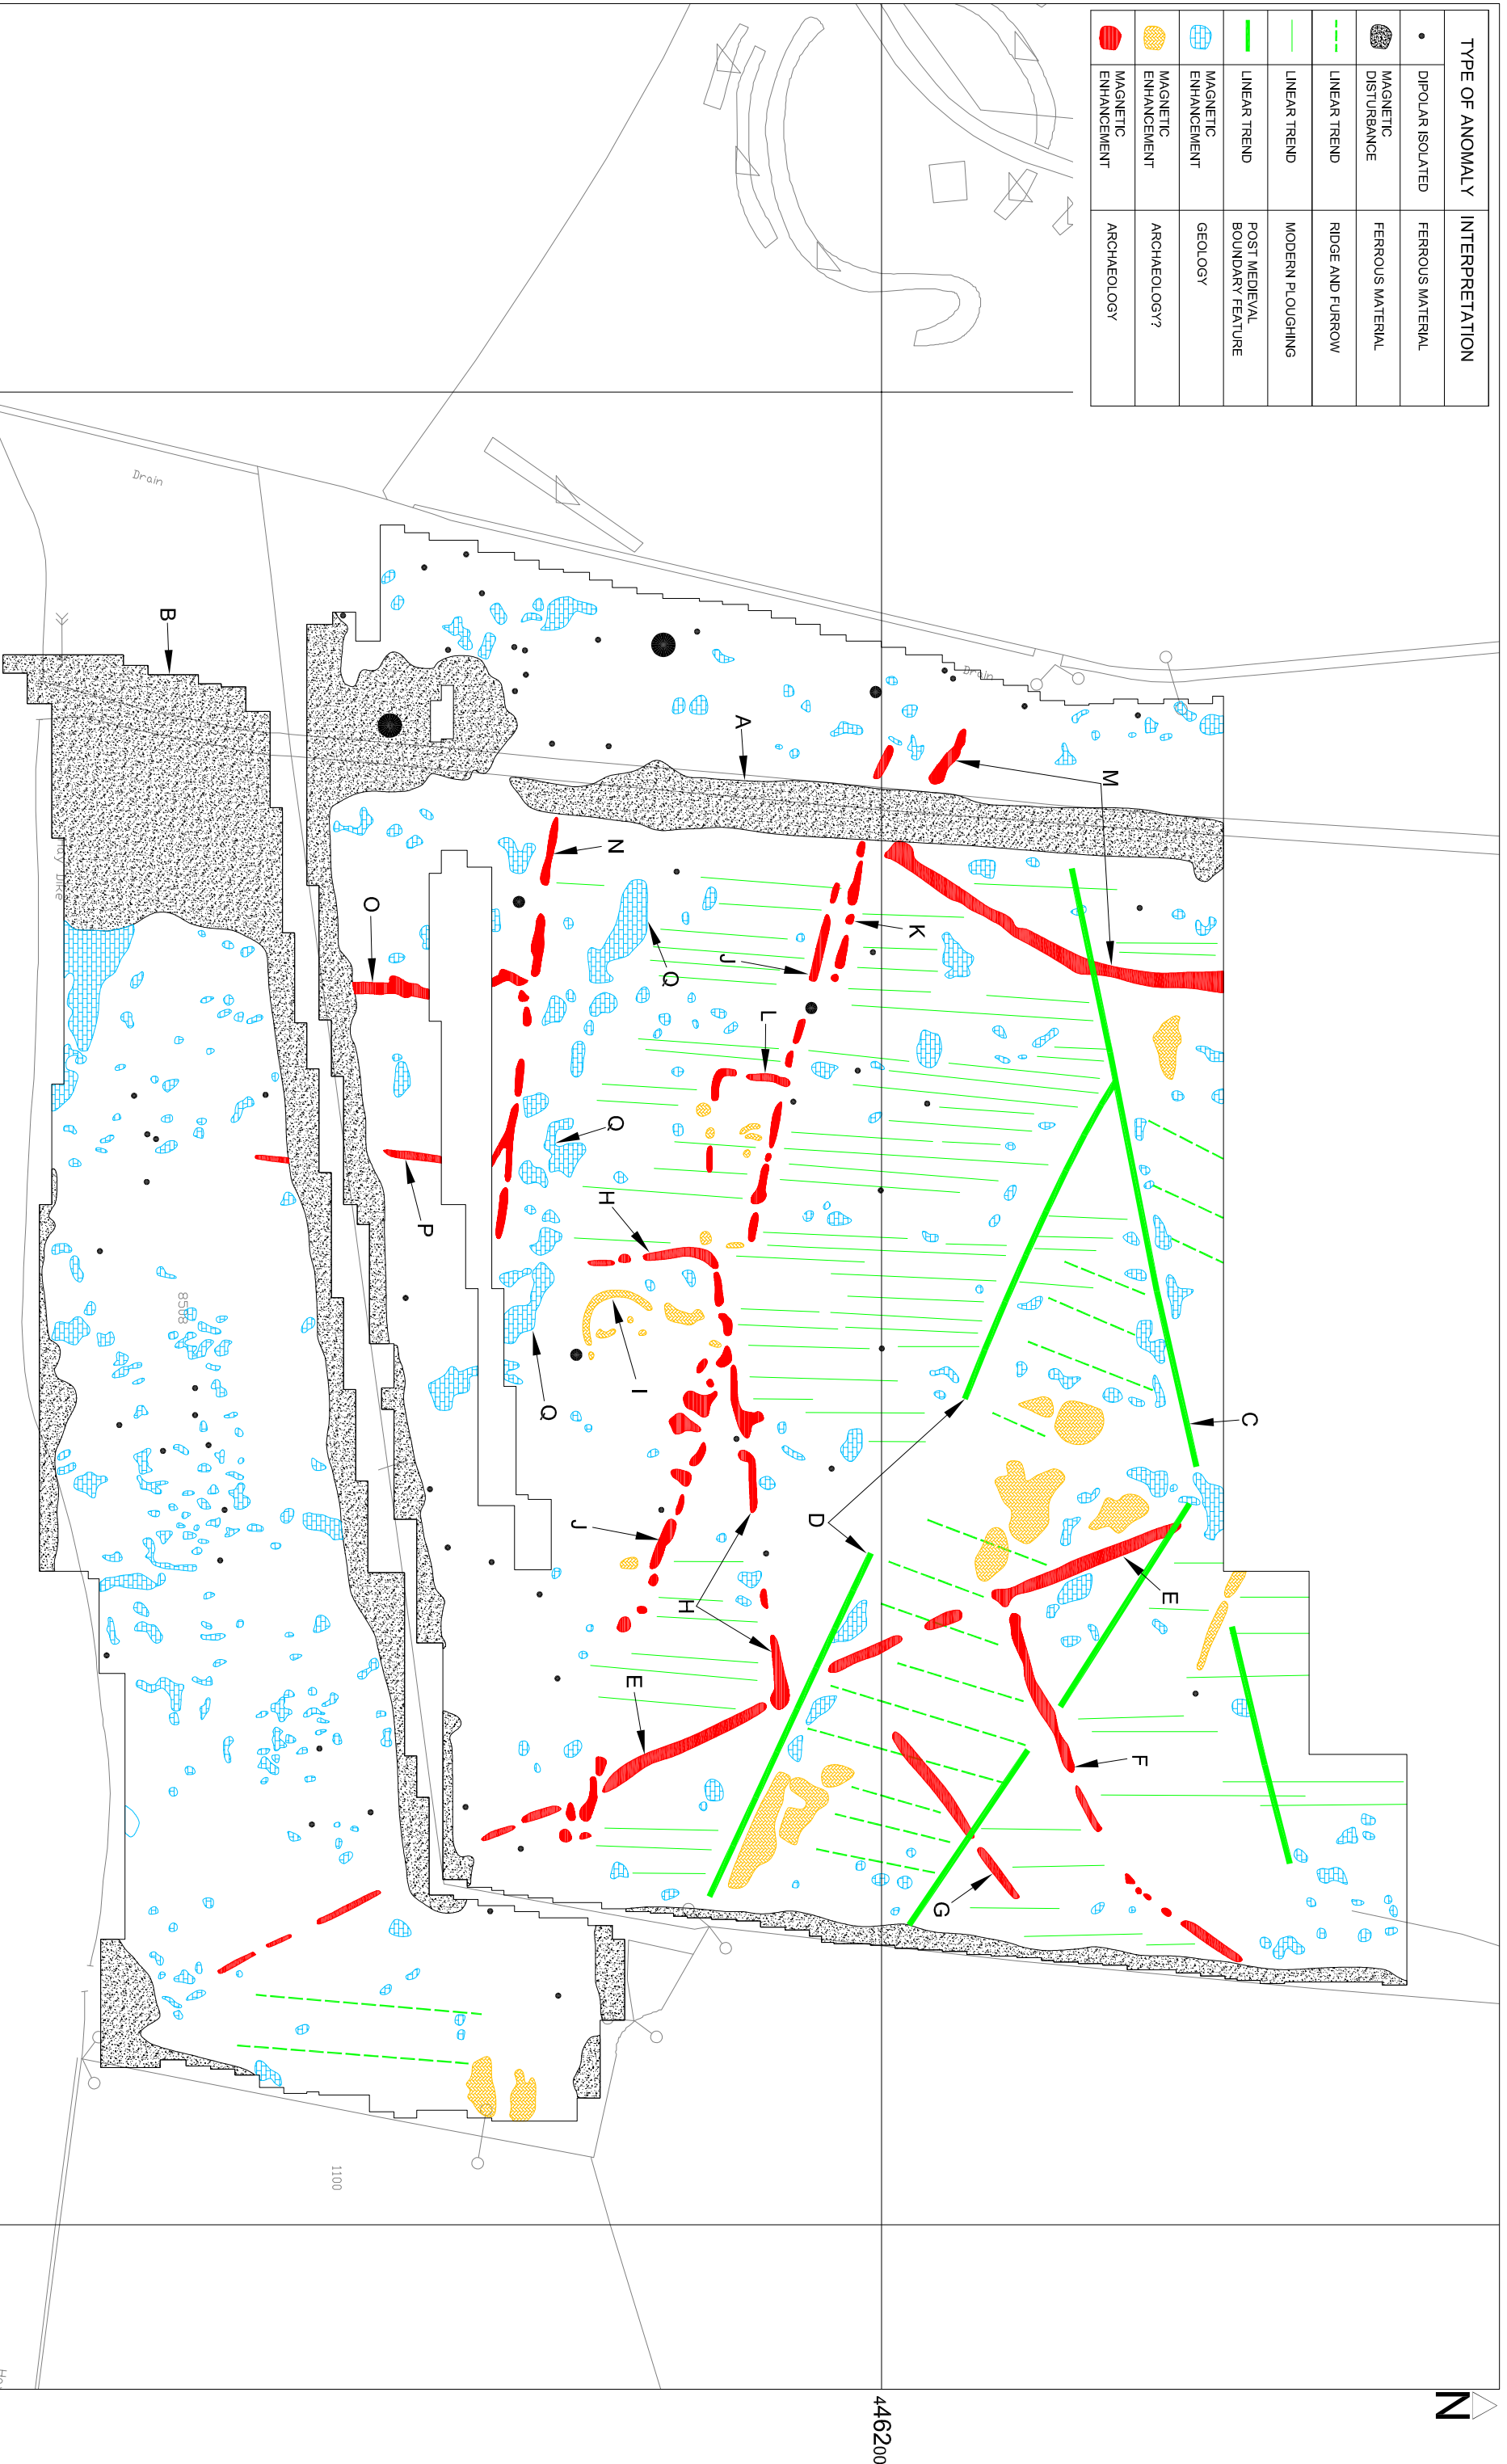 TYPE OF ANOMALY INTERPRETATION
DIPOLAR ISOLATED FERROUS MATERIAL
MAGNETIC
DISTURBANCE
FERROUS MATERIAL
LINEAR TREND RIDGE AND FURROW
LINEAR TREND MODERN PLOUGHING
LINEAR TREND
POST MEDIEVAL
BOUNDARY FEATURE
MAGNETIC
ENHANCEMENT
GEOLOGY
MAGNETIC
ENHANCEMENT
ARCHAEOLOGY?
MAGNETIC
ENHANCEMENT
ARCHAEOLOGY
N
446200
Drain
Drain
M
A
B
C
K
N
J
O
Q
L
Q
H
P
I
Q
D
E
J
H
E
F
G
8588
1100